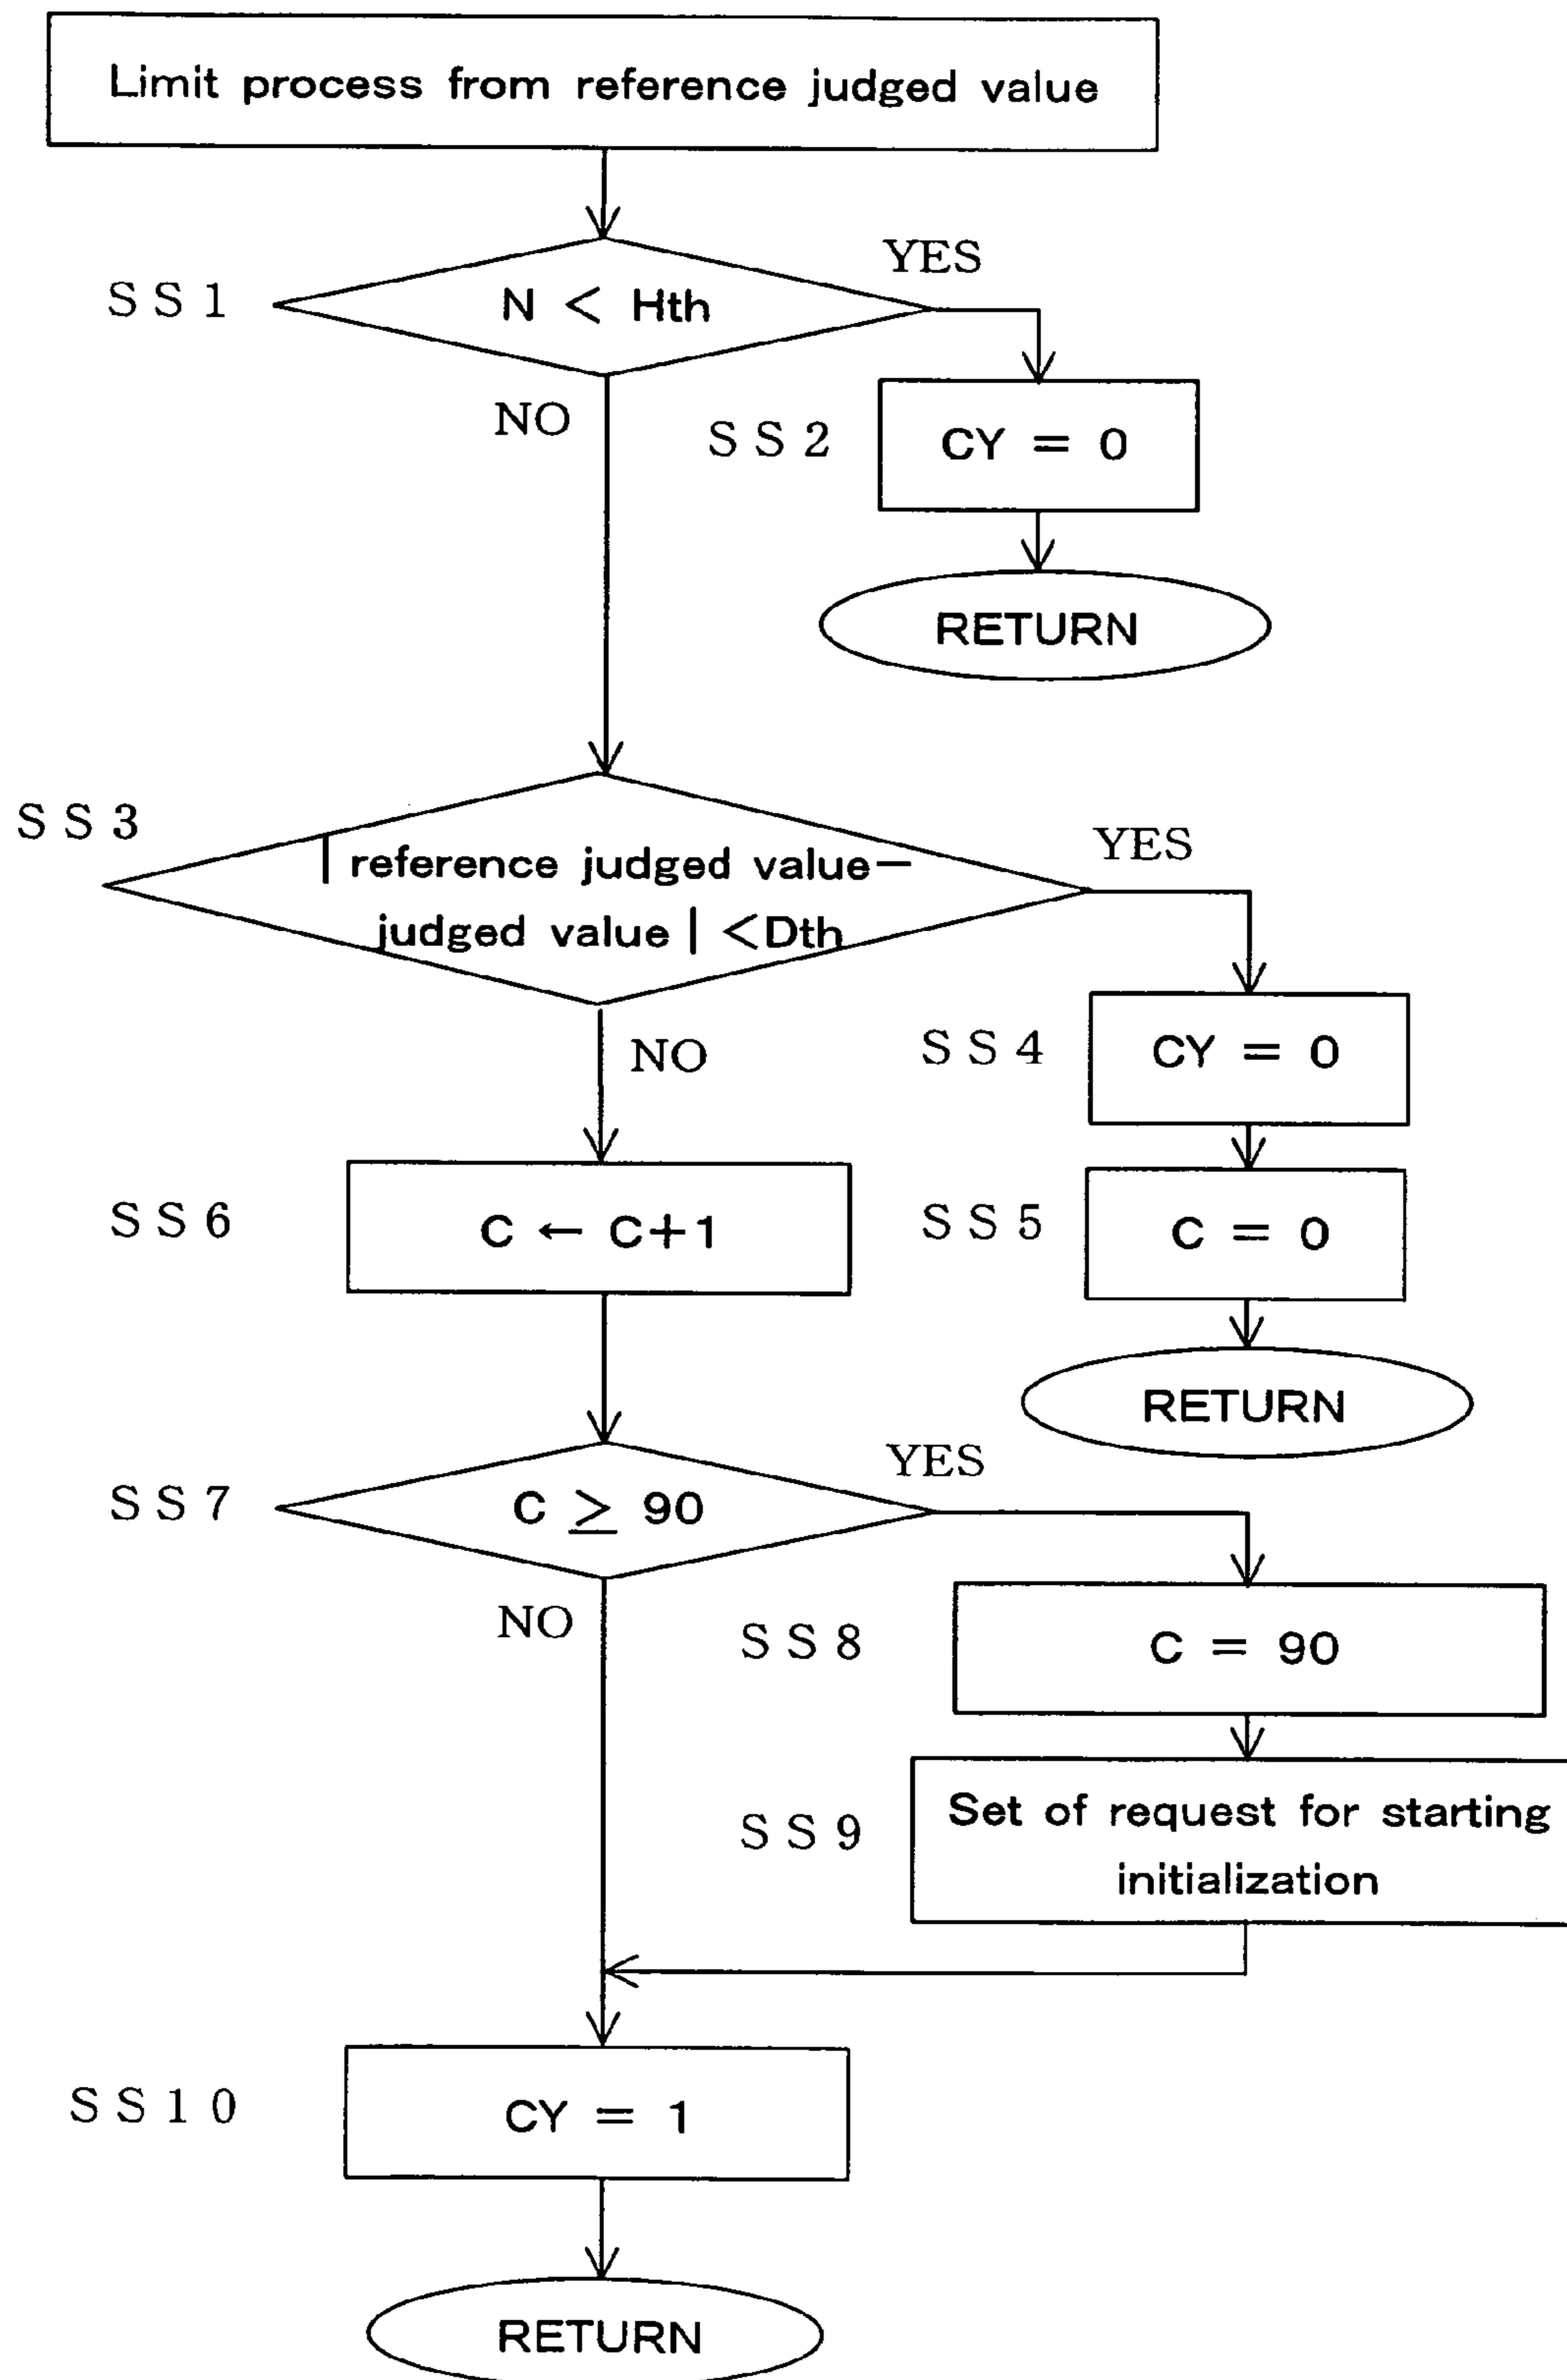 Limit process from reference judged value
SS1
N < Hth
YES
NO
SS2
CY = 0
RETURN
SS3
| reference judged value−
judged value | <Dth
YES
NO
SS4
CY = 0
SS6
C ← C+1
SS5
C = 0
RETURN
SS7
C ≧ 90
YES
NO
SS8
C = 90
SS9
Set of request for starting
initialization
SS10
CY = 1
RETURN